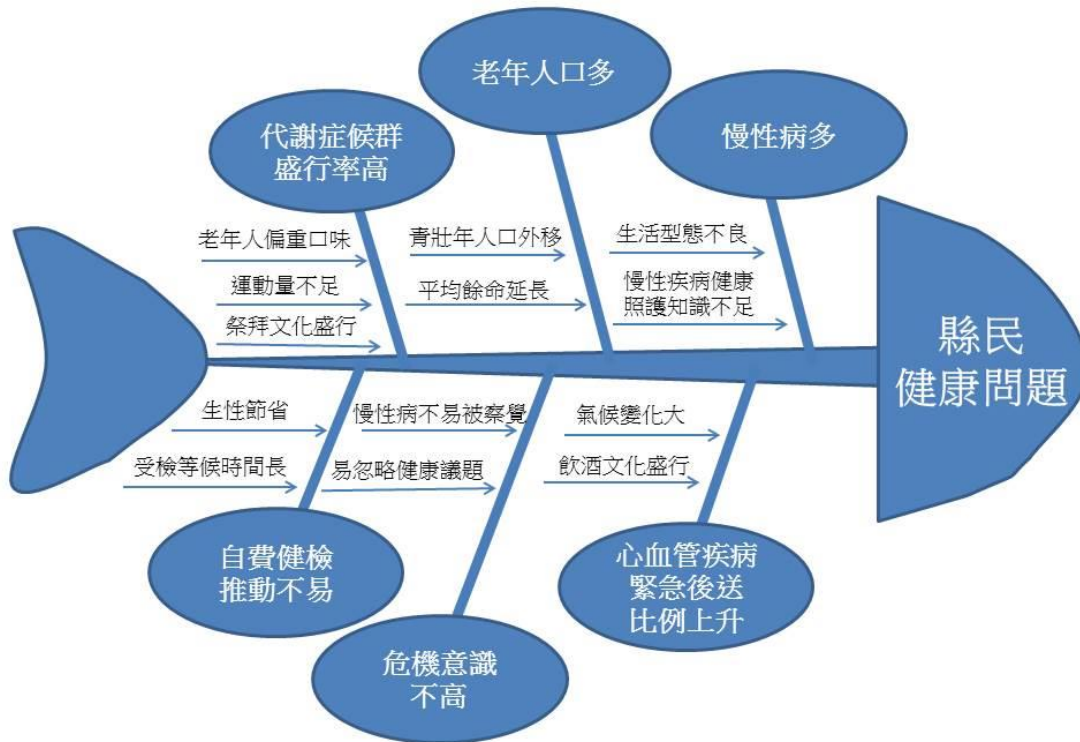 老年人口多
代謝症候群
盛行率高
慢性病多
老年人偏重口味
運動量不足
祭拜文化盛行
青壯年人口外移
平均餘命延長
生活型態不良
慢性疾病健康
照護知識不足
縣民
健康問題
生性節省
受檢等候時間長
慢性病不易被察覺
易忽略健康議題
氣候變化大
飲酒文化盛行
自費健檢
推動不易
危機意識
不高
心血管疾病
緊急後送
比例上升